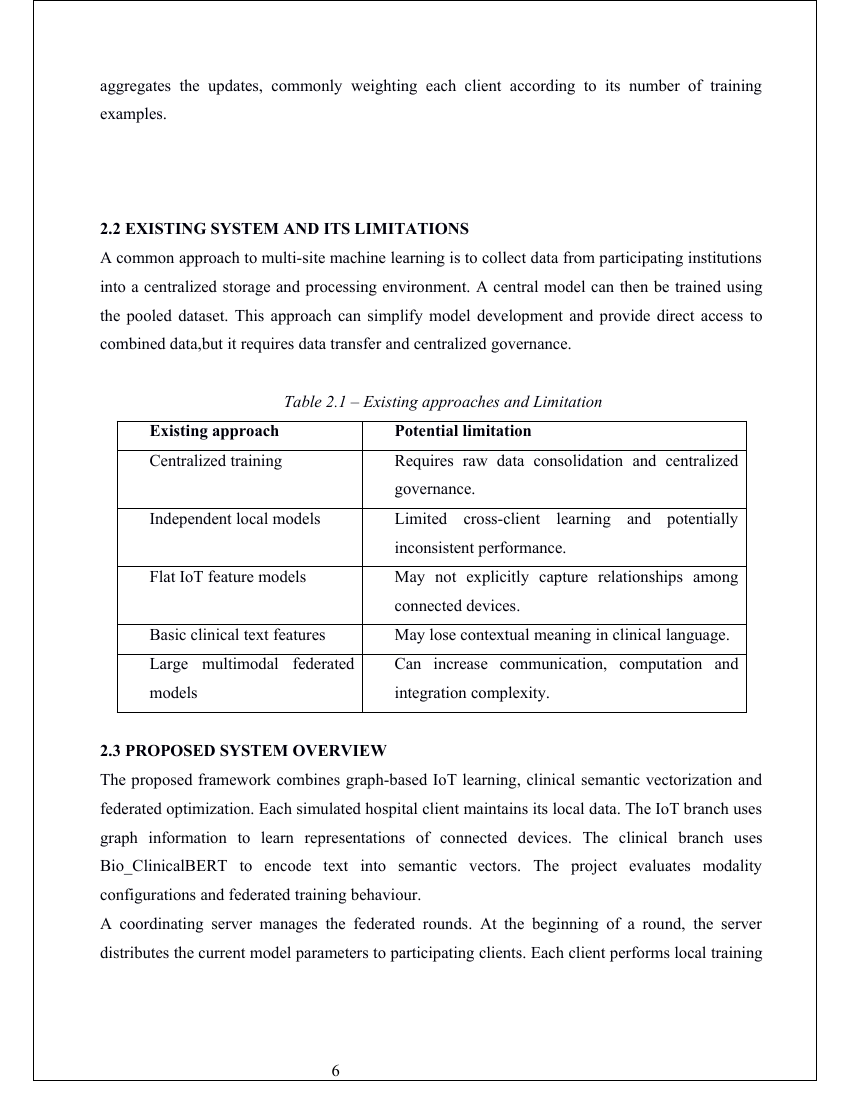 aggregates the updates, commonly weighting each client according to its number of training
examples.
2.2 EXISTING SYSTEM AND ITS LIMITATIONS
A common approach to multi-site machine learning is to collect data from participating institutions
into a centralized storage and processing environment. A central model can then be trained using
the pooled dataset. This approach can simplify model development and provide direct access to
combined data,but it requires data transfer and centralized governance.
Table 2.1 – Existing approaches and Limitation
Existing approach
Potential limitation
Centralized training
Requires raw data consolidation and centralized
governance.
Independent local models
Limited cross-client learning and potentially
inconsistent performance.
Flat IoT feature models
May not explicitly capture relationships among
connected devices.
Basic clinical text features
May lose contextual meaning in clinical language.
Large multimodal federated
models
Can increase communication, computation and
integration complexity.
2.3 PROPOSED SYSTEM OVERVIEW
The proposed framework combines graph-based IoT learning, clinical semantic vectorization and
federated optimization. Each simulated hospital client maintains its local data. The IoT branch uses
graph information to learn representations of connected devices. The clinical branch uses
Bio_ClinicalBERT to encode text into semantic vectors. The project evaluates modality
configurations and federated training behaviour.
A coordinating server manages the federated rounds. At the beginning of a round, the server
distributes the current model parameters to participating clients. Each client performs local training
6